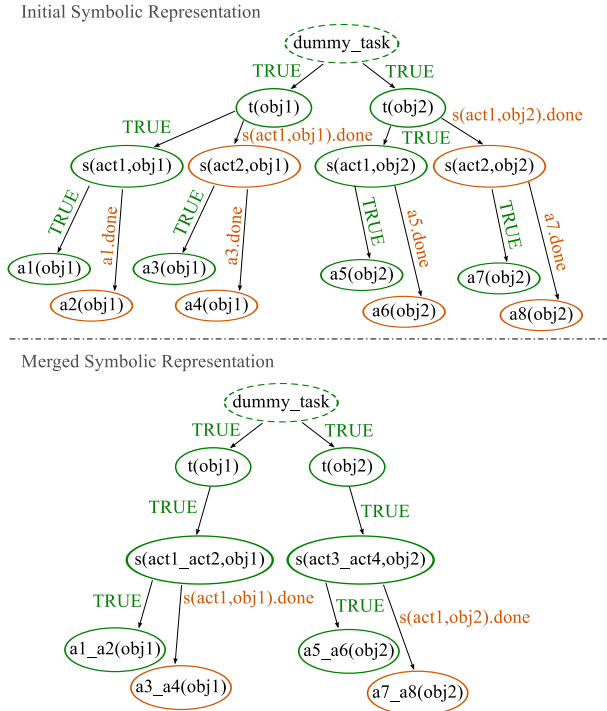 Initial Symbolic Representation
dummy_task
TRUE
TRUE
t(obj1)
t(obj2)
s(act1,obj2).done
TRUE
s(act1,obj1).done
TRUE
s(act1,obj1)
s(act2,obj1)
s(act1,obj2)
s(act2,obj2)
TRUE
a1.done
TRUE
a3.done
TRUE
a5.done
TRUE
a7.done
a1(obj1)
a3(obj1)
a5(obj2)
a7(obj2)
a2(obj1)
a4(obj1)
a6(obj2)
a8(obj2)
Merged Symbolic Representation
dummy_task
TRUE
TRUE
t(obj1)
t(obj2)
TRUE
TRUE
s(act1_act2,obj1)
s(act3_act4,obj2)
TRUE
s(act1,obj1).done
TRUE
s(act1,obj2).done
a1_a2(obj1)
a5_a6(obj2)
a3_a4(obj1)
a7_a8(obj2)